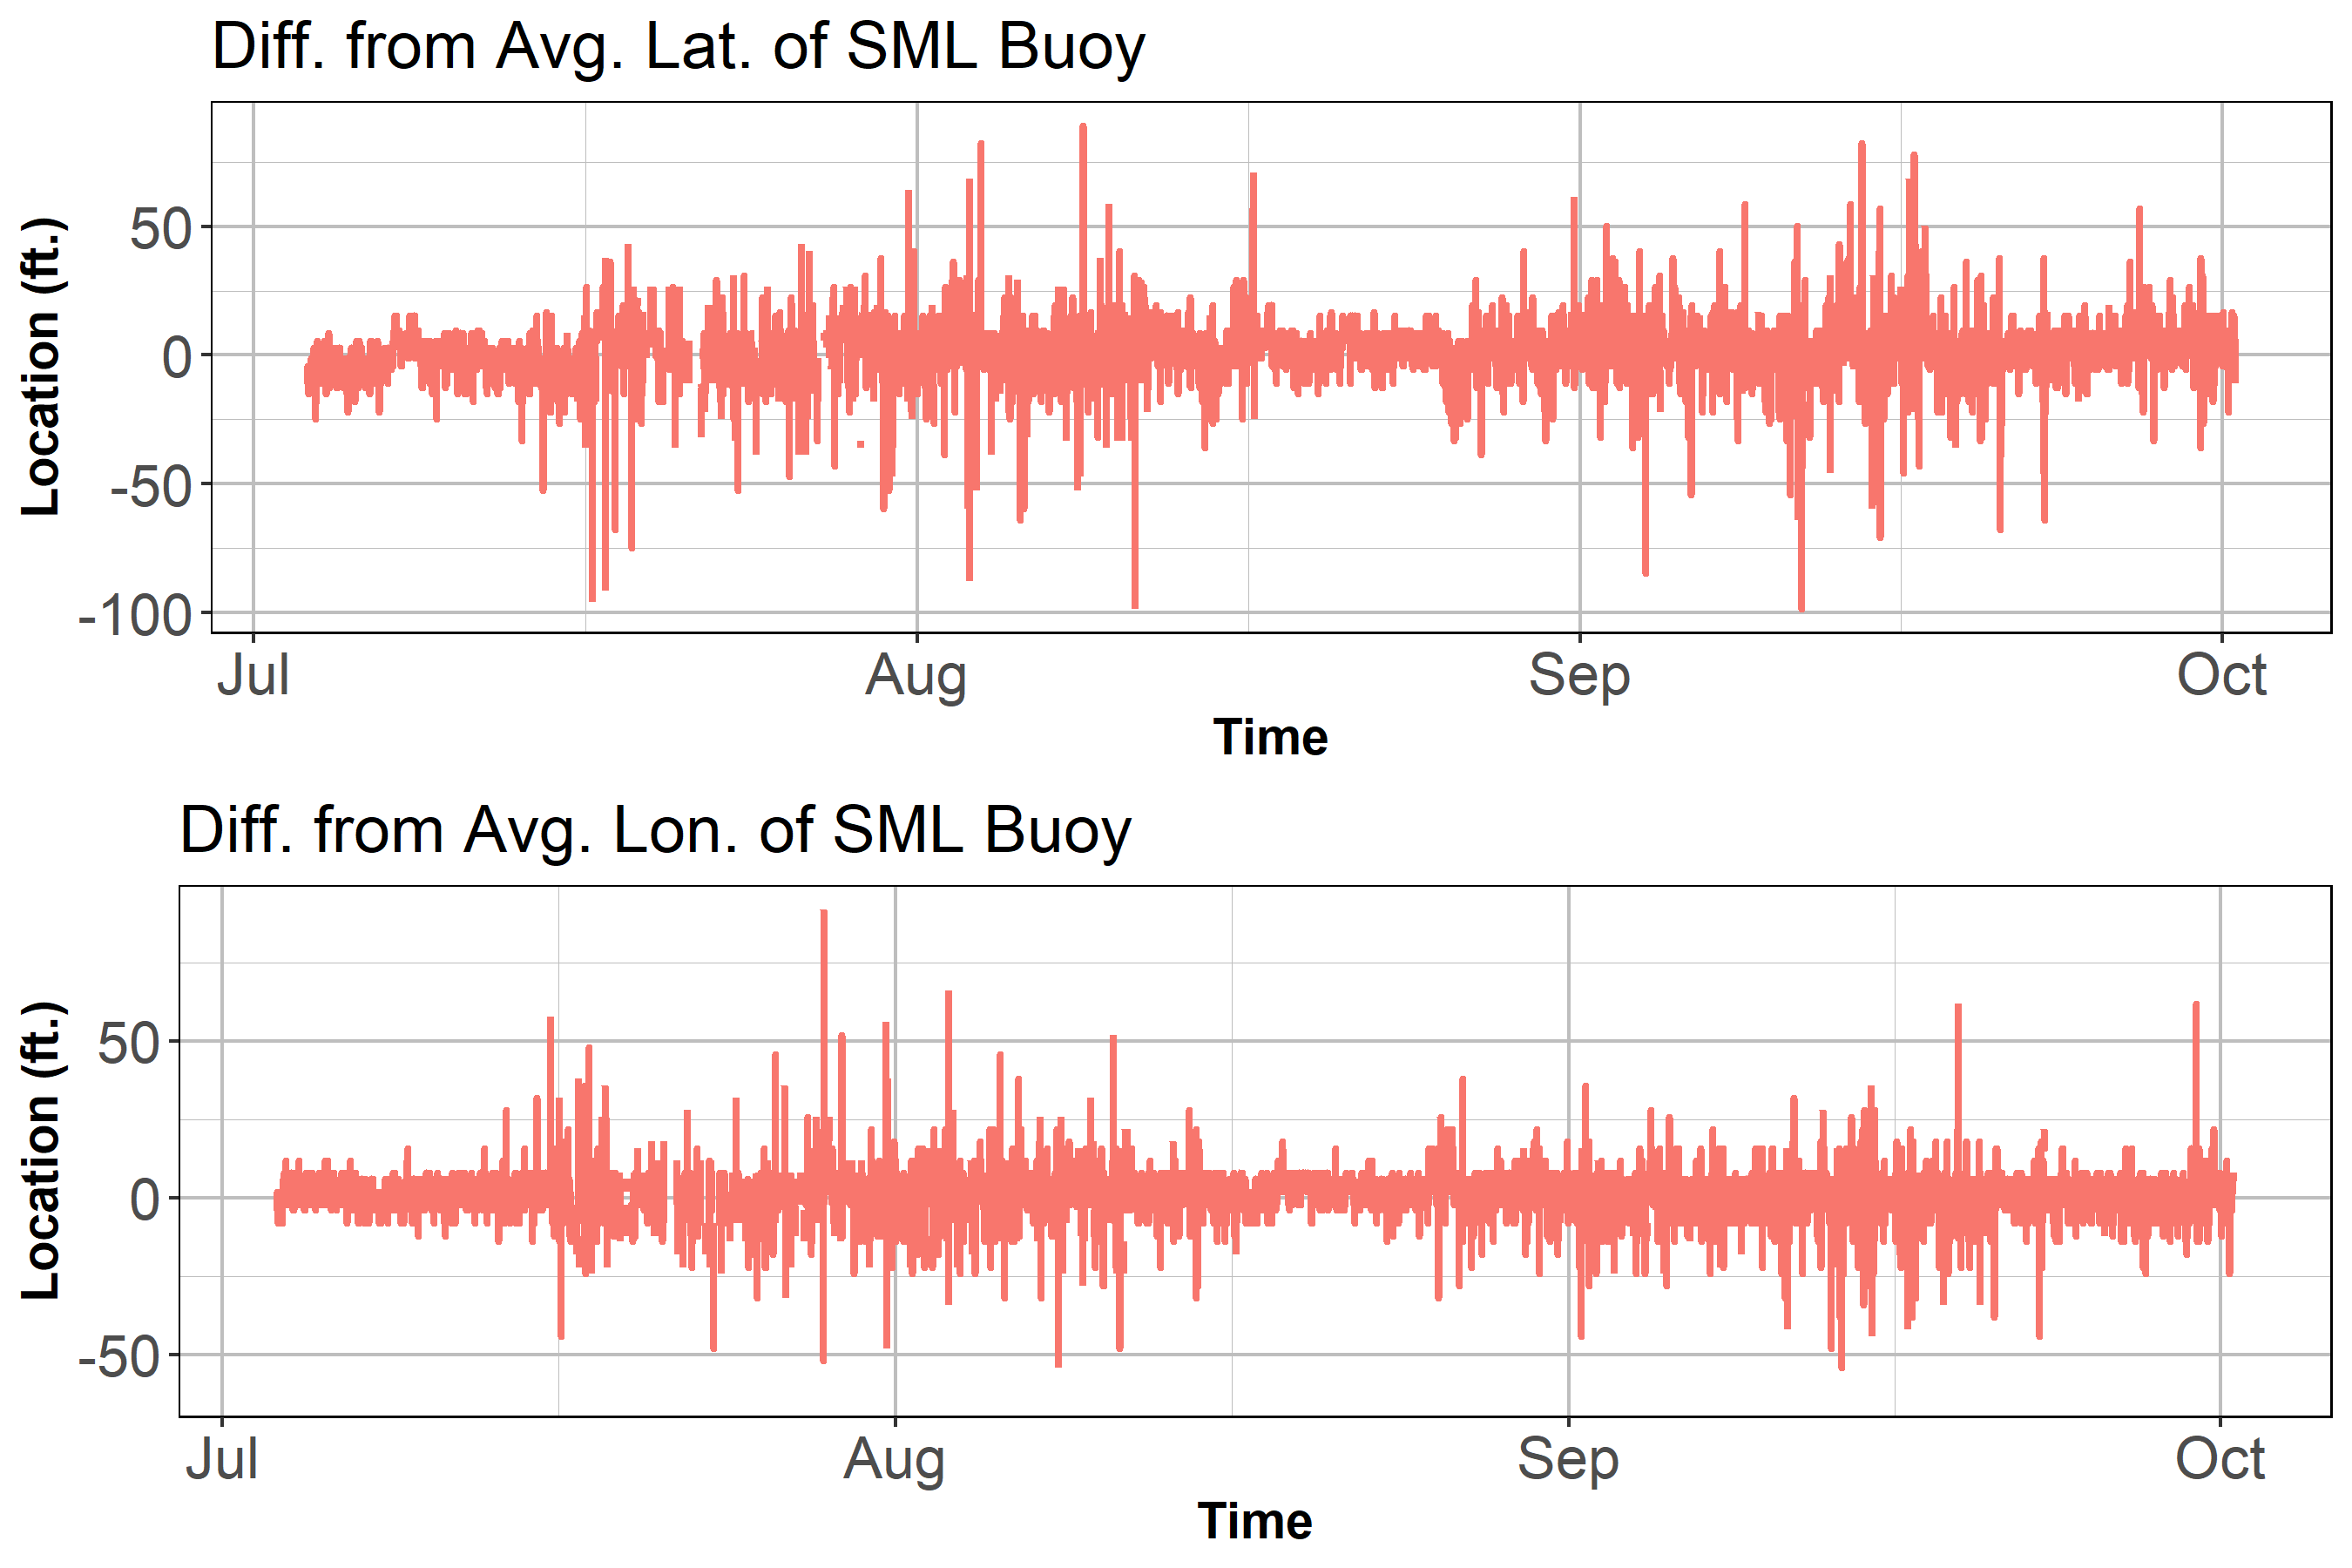 Diff. from Avg. Lat. of SML Buoy
Location (ft.)
50
0
-50
-100
Jul Aug Sep Oct
Time
Diff. from Avg. Lon. of SML Buoy
Location (ft.)
50
0
-50
Jul Aug Sep Oct
Time